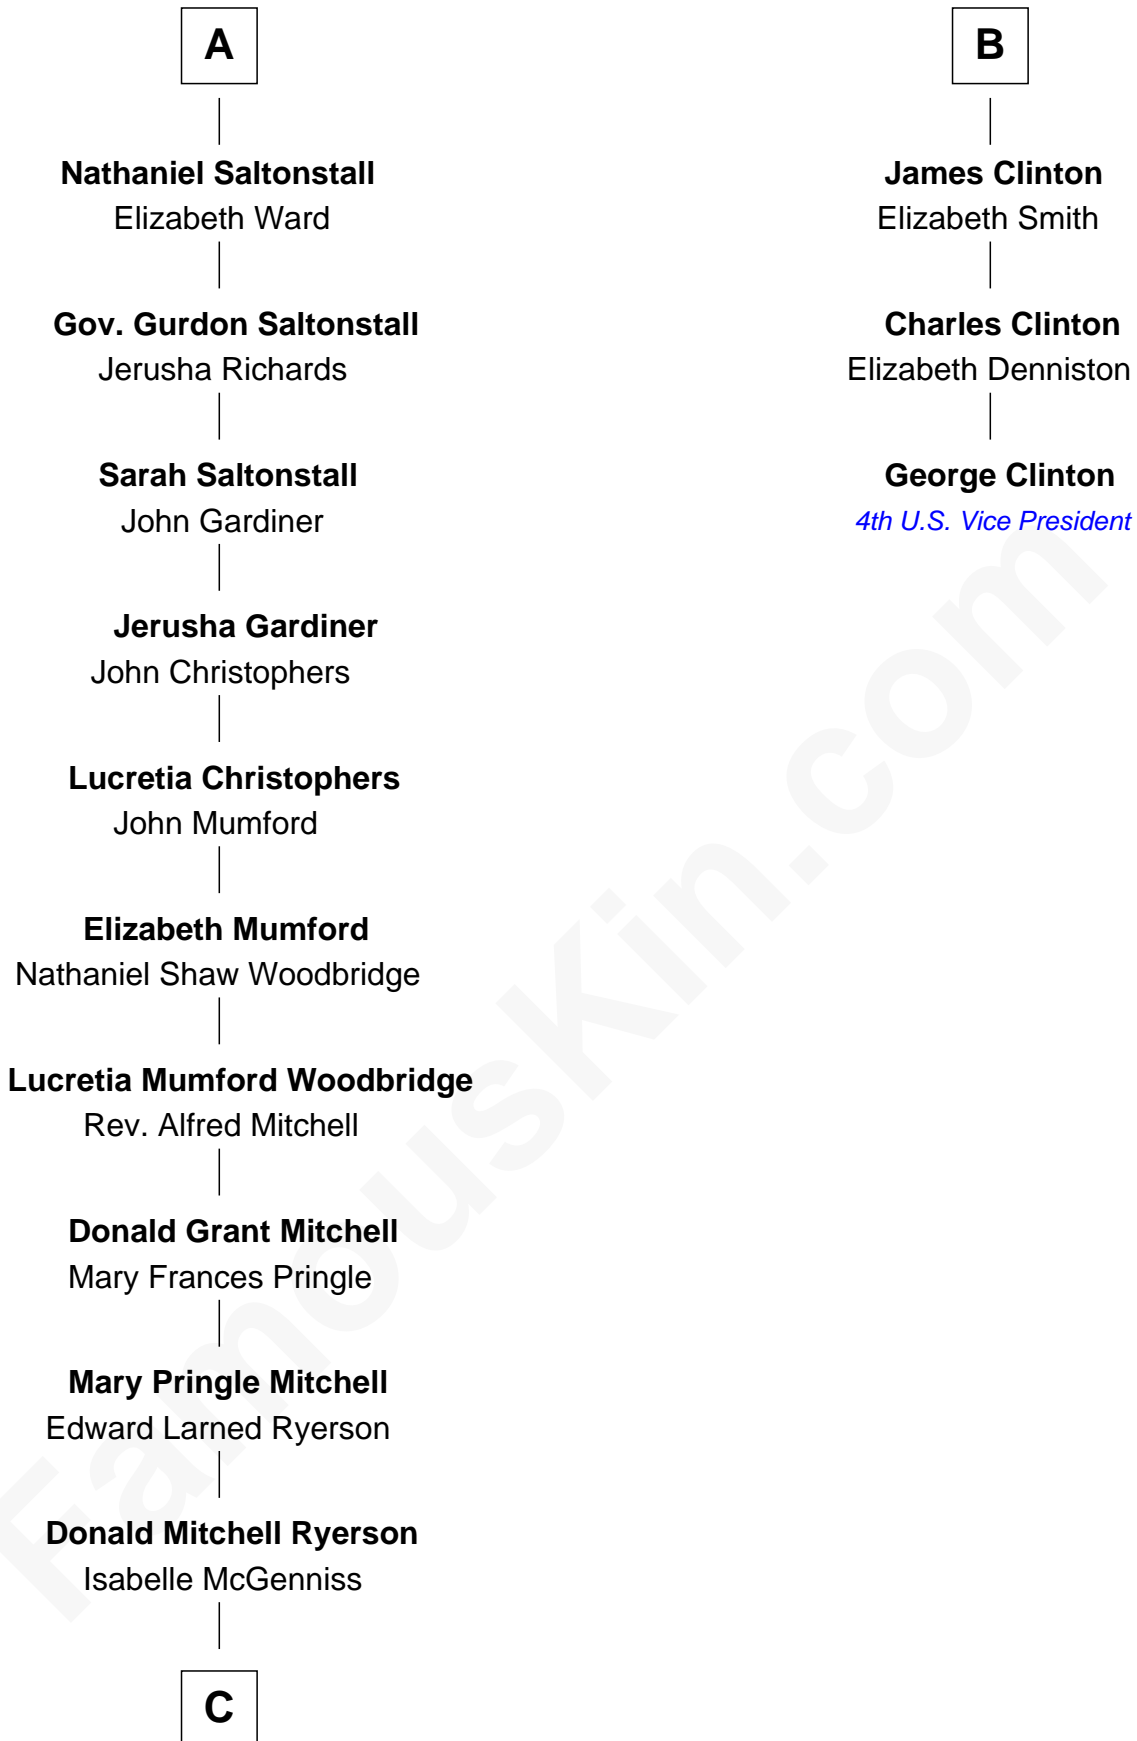 A
Nathaniel Saltonstall
Elizabeth Ward
Gov. Gurdon Saltonstall
Jerusha Richards
Sarah Saltonstall
John Gardiner
Jerusha Gardiner
John Christophers
Lucretia Christophers
John Mumford
Elizabeth Mumford
Nathaniel Shaw Woodbridge
Lucretia Mumford Woodbridge
Rev. Alfred Mitchell
Donald Grant Mitchell
Mary Frances Pringle
Mary Pringle Mitchell
Edward Larned Ryerson
Donald Mitchell Ryerson
Isabelle McGenniss
C
B
James Clinton
Elizabeth Smith
Charles Clinton
Elizabeth Denniston
George Clinton
4th U.S. Vice President
FamousKin.com